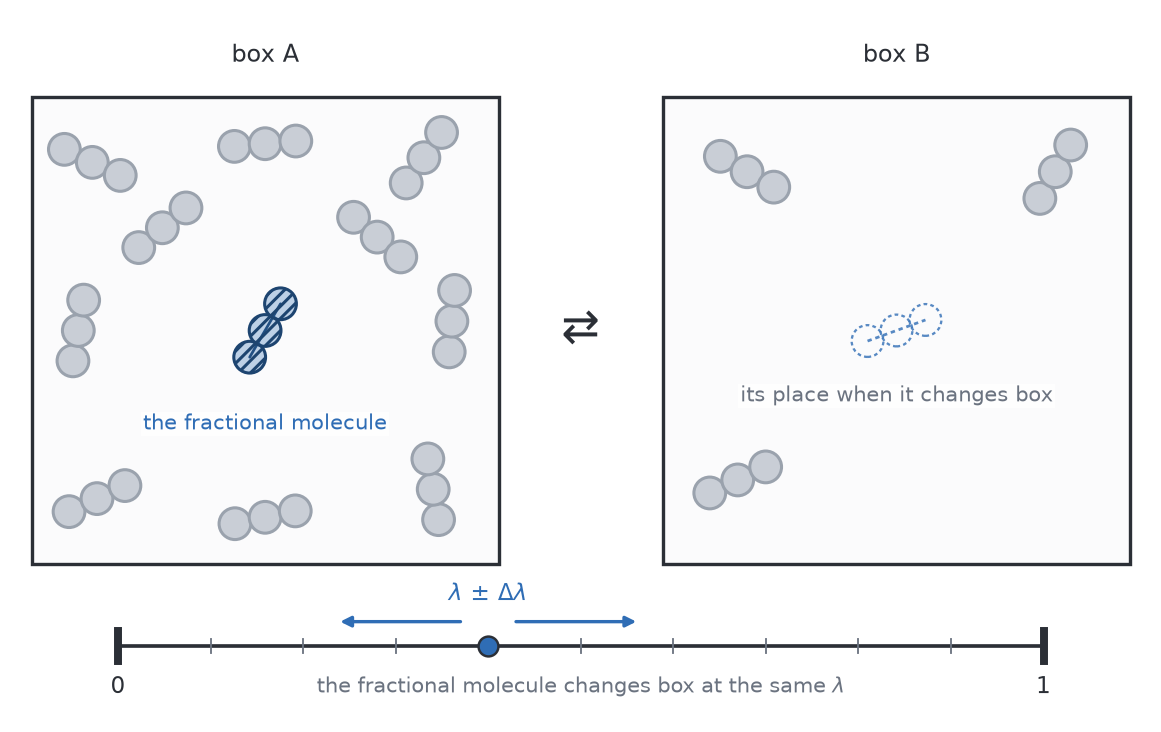 box A
box B
⇄
the fractional molecule
its place when it changes box
λ ± Δλ
0
the fractional molecule changes box at the same λ
1